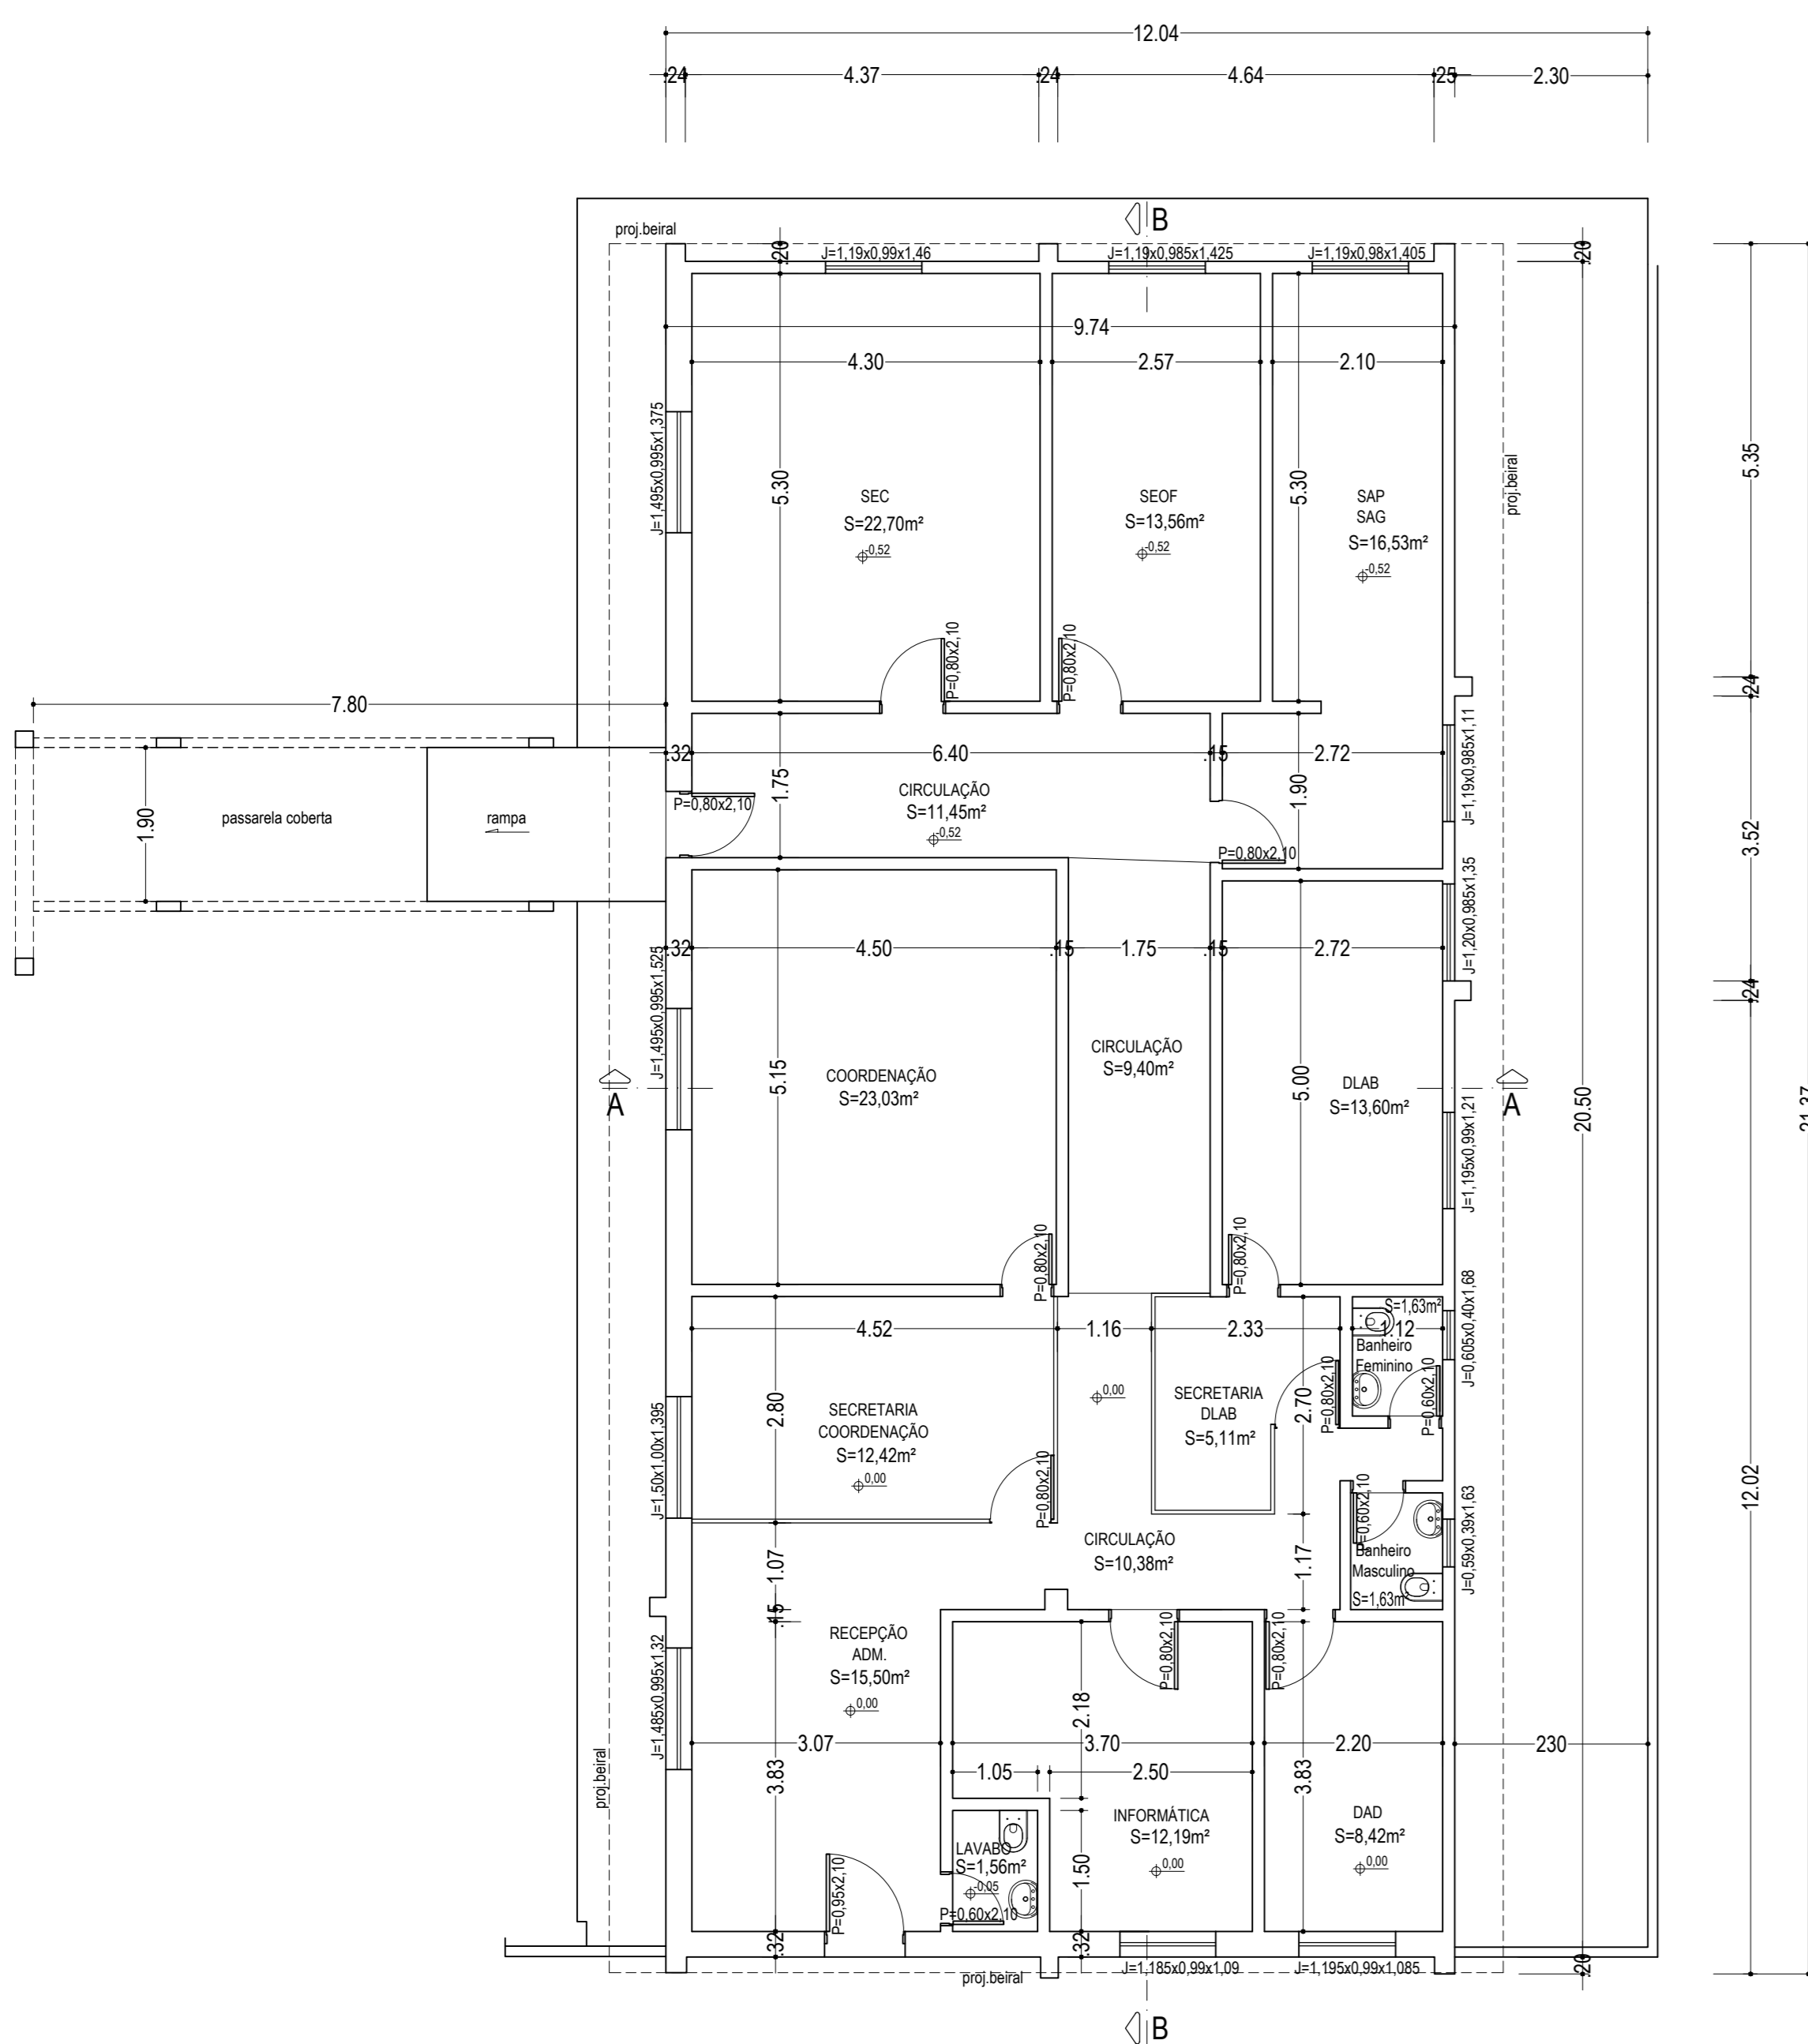 12.04
.24 4.37 .24 4.64 .25 2.30
B
proj.beiral
.20 J=1,19x0,99x1,46 J=1,19x0,985x1,425 J=1,19x0,98x1,405 .20
9.74
4.30 2.57 2.10
J=1,495x0,995x1,375
5.30 5.30
proj.beiral
5.35
SEC
S=22,70m²
-0,52
SEOF
S=13,56m²
-0,52
SAP
SAG
S=16,53m²
-0,52
P=0,80x2,10 P=0,80x2,10
.24
7.80
.32 6.40 .15 2.72
J=1,19x0,985x1,11
1.75 1.90
CIRCULAÇÃO
S=11,45m²
-0,52
P=0,80x2,10
1.90
passarela coberta
rampa
3.52
P=0,80x2,10
J=1,20x0,985x1,35
.32 4.50 .15 1.75 .15 2.72
J=1,495x0,995x1,525
.24
5.15 5.00
COORDENAÇÃO
S=23,03m²
CIRCULAÇÃO
S=9,40m²
DLAB
S=13,60m²
A A
20.50
21.37
J=1,195x0,99x1,21
P=0,80x2,10 P=0,80x2,10
J=0,605x0,40x1,68
S=1,63m²
4.52 1.16 2.33 1.12
Banheiro
Feminino
P=0,60x2,10
P=0,80x2,10
2.80 2.70
0,00
SECRETARIA
COORDENAÇÃO
S=12,42m²
0,00
SECRETARIA
DLAB
S=5,11m²
J=1,50x1,00x1,395
P=0,80x2,10
12.02
P=0,60x2,10
J=0,59x0,39x1,63
CIRCULAÇÃO
S=10,38m²
Banheiro
Masculino
S=1,63m²
1.07 1.17
.15
RECEPÇÃO
ADM.
S=15,50m²
0,00
J=1,485x0,995x1,32
P=0,80x2,10 P=0,80x2,10
2.18
3.07 3.70 2.20 230
1.05 2.50
3.83 3.83
proj.beiral
INFORMÁTICA
S=12,19m²
0,00
DAD
S=8,42m²
0,00
LAVABO
S=1,56m²
-0,05
1.50
P=0,95x2,10
P=0,60x2,10
.32 .32 .20
proj.beiral
J=1,185x0,99x1,09 J=1,195x0,99x1,085
B